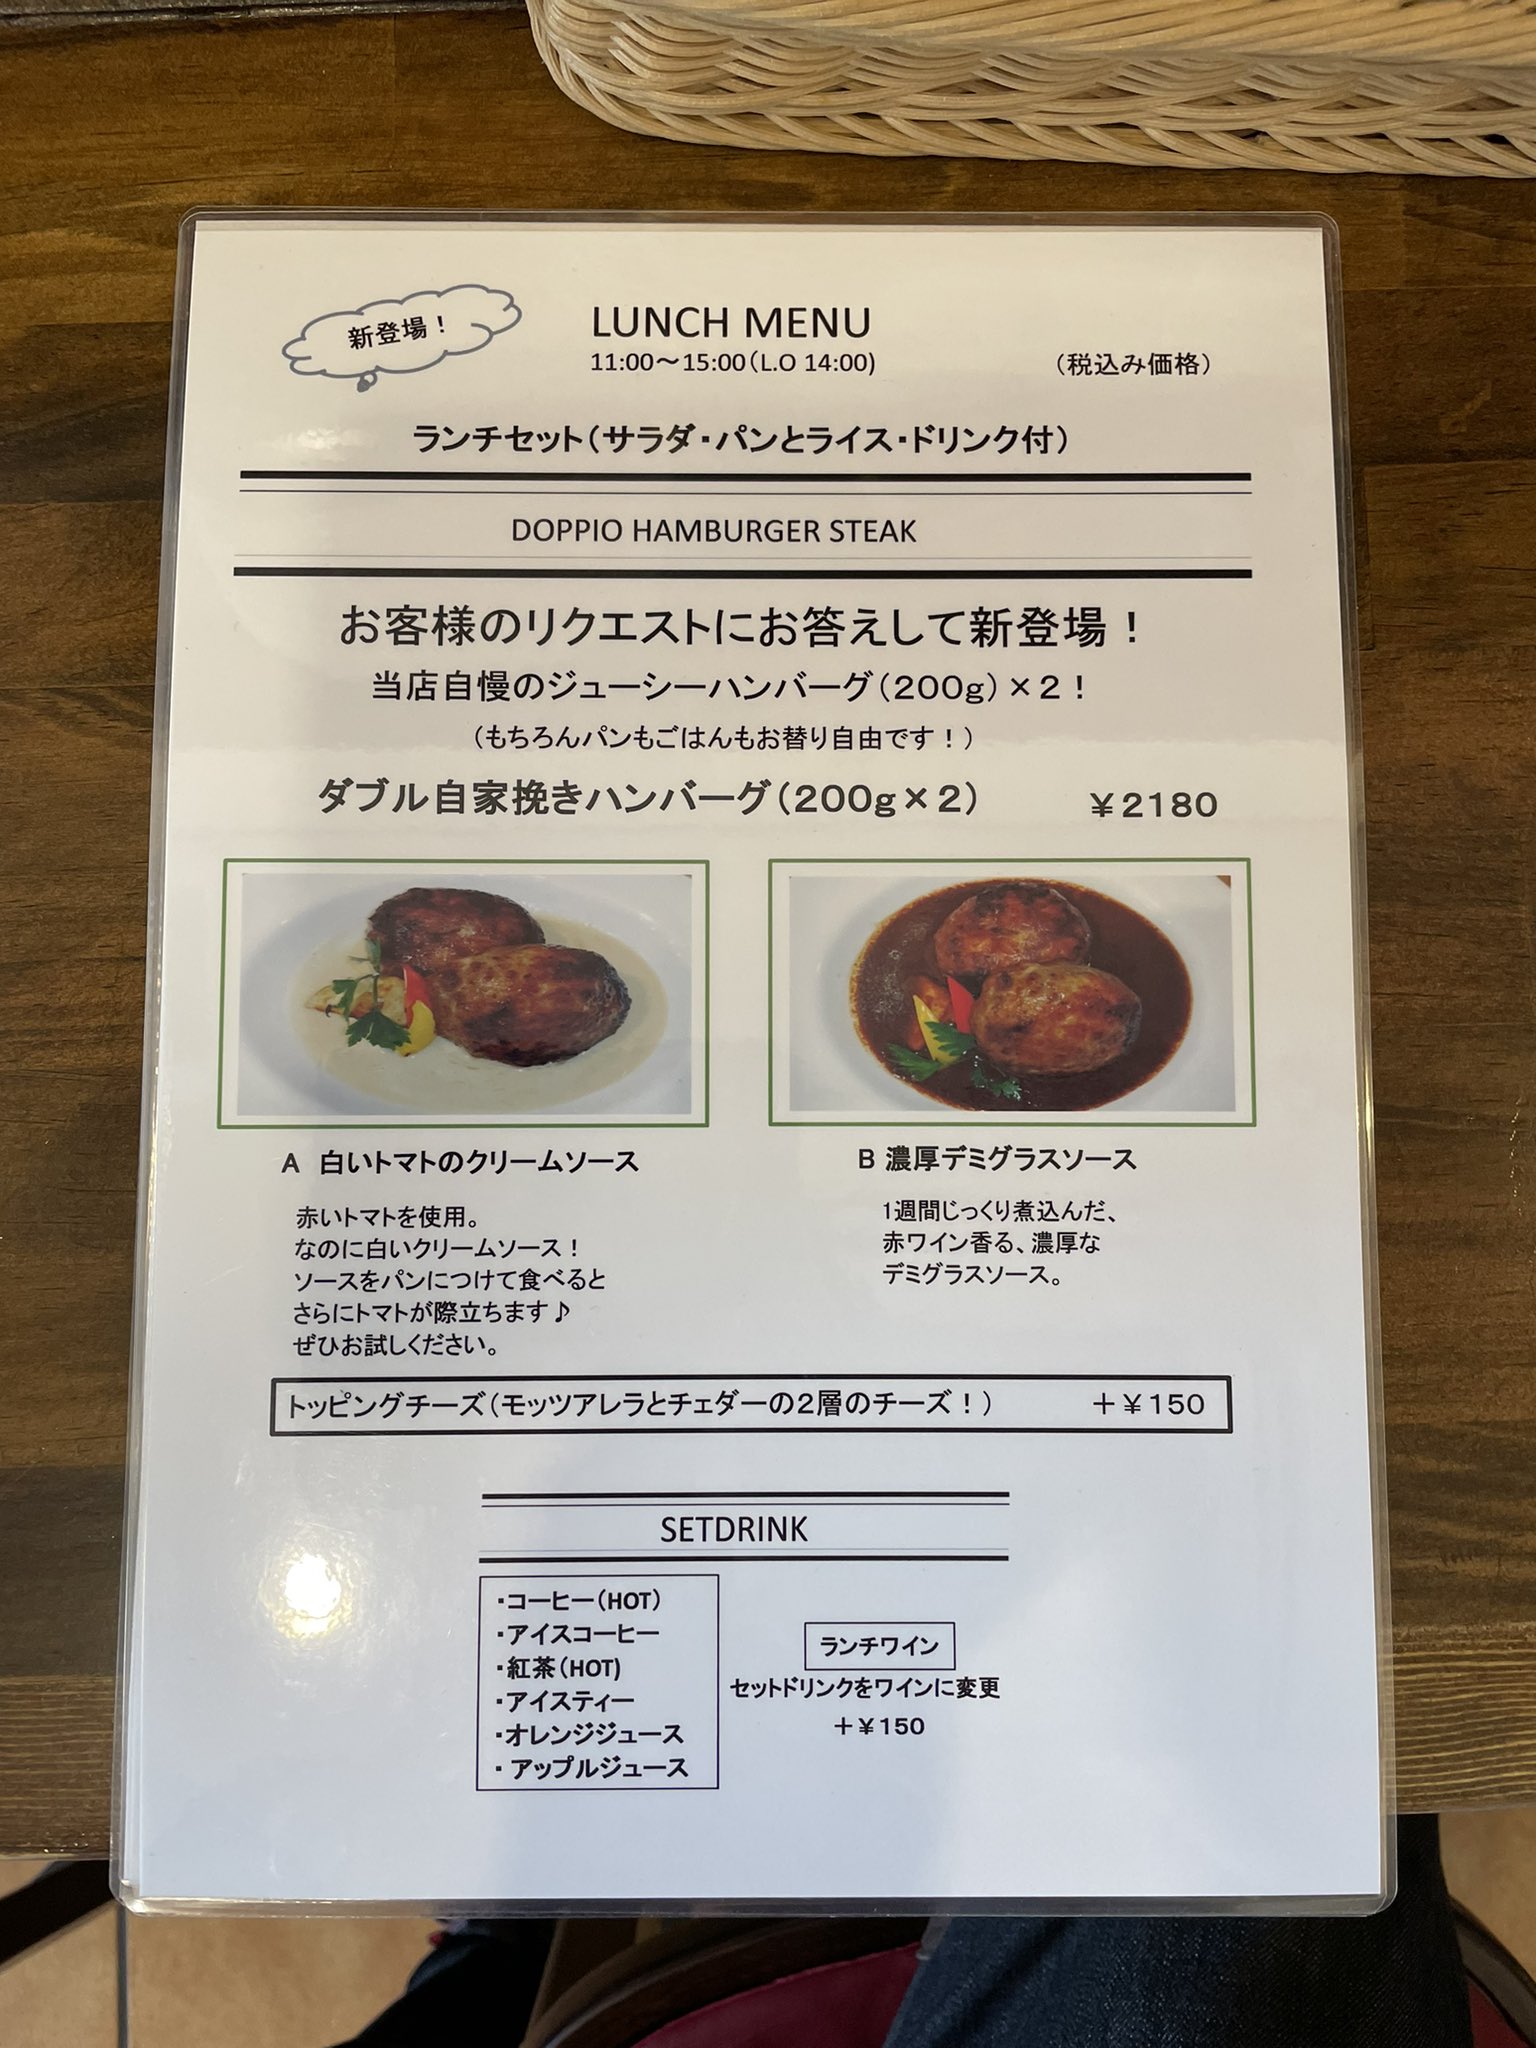 新登場！
LUNCH MENU
11:00～15:00（L.O 14:00)
（税込み価格）
ランチセット（サラダ・パンとライス・ドリンク付）
DOPPIO HAMBURGER STEAK
お客様のリクエストにお答えして新登場！
当店自慢のジューシーハンバーグ（200g）×2！
（もちろんパンもごはんもお替り自由です！）
ダブル自家挽きハンバーグ（200g×2） ￥2180
A 白いトマトのクリームソース
赤いトマトを使用。
なのに白いクリームソース！
ソースをパンにつけて食べると
さらにトマトが際立ちます♪
ぜひお試しください。
B 濃厚デミグラスソース
1週間じっくり煮込んだ、
赤ワイン香る、濃厚な
デミグラスソース。
トッピングチーズ（モッツアレラとチェダーの2層のチーズ！） ＋￥150
SETDRINK
・コーヒー（HOT）
・アイスコーヒー
・紅茶（HOT)
・アイスティー
・オレンジジュース
・アップルジュース
ランチワイン
セットドリンクをワインに変更
＋￥150